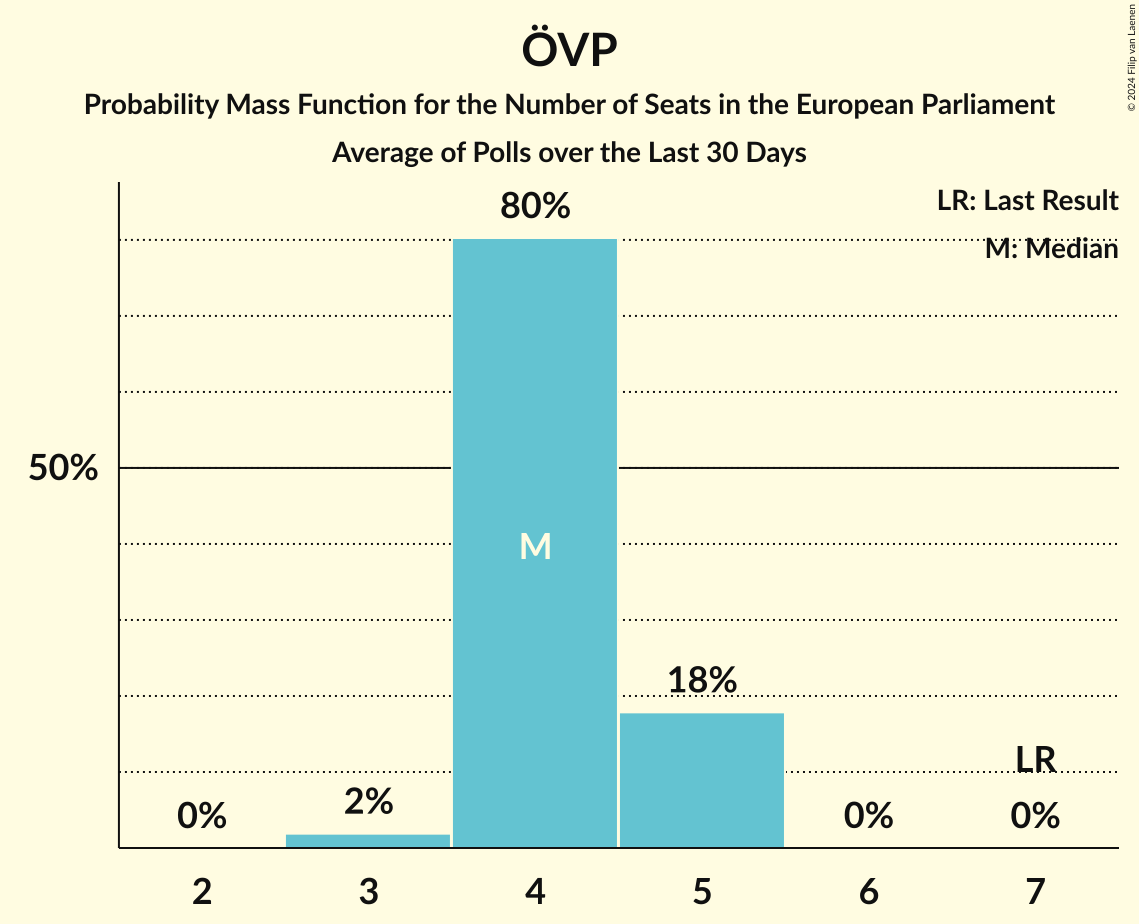 ÖVP
Probability Mass Function for the Number of Seats in the European Parliament
Average of Polls over the Last 30 Days
© 2024 Filip van Laenen
LR: Last Result
M: Median
80%
50%
M
18%
LR
2%
0%
0%
0%
2 3 4 5 6 7